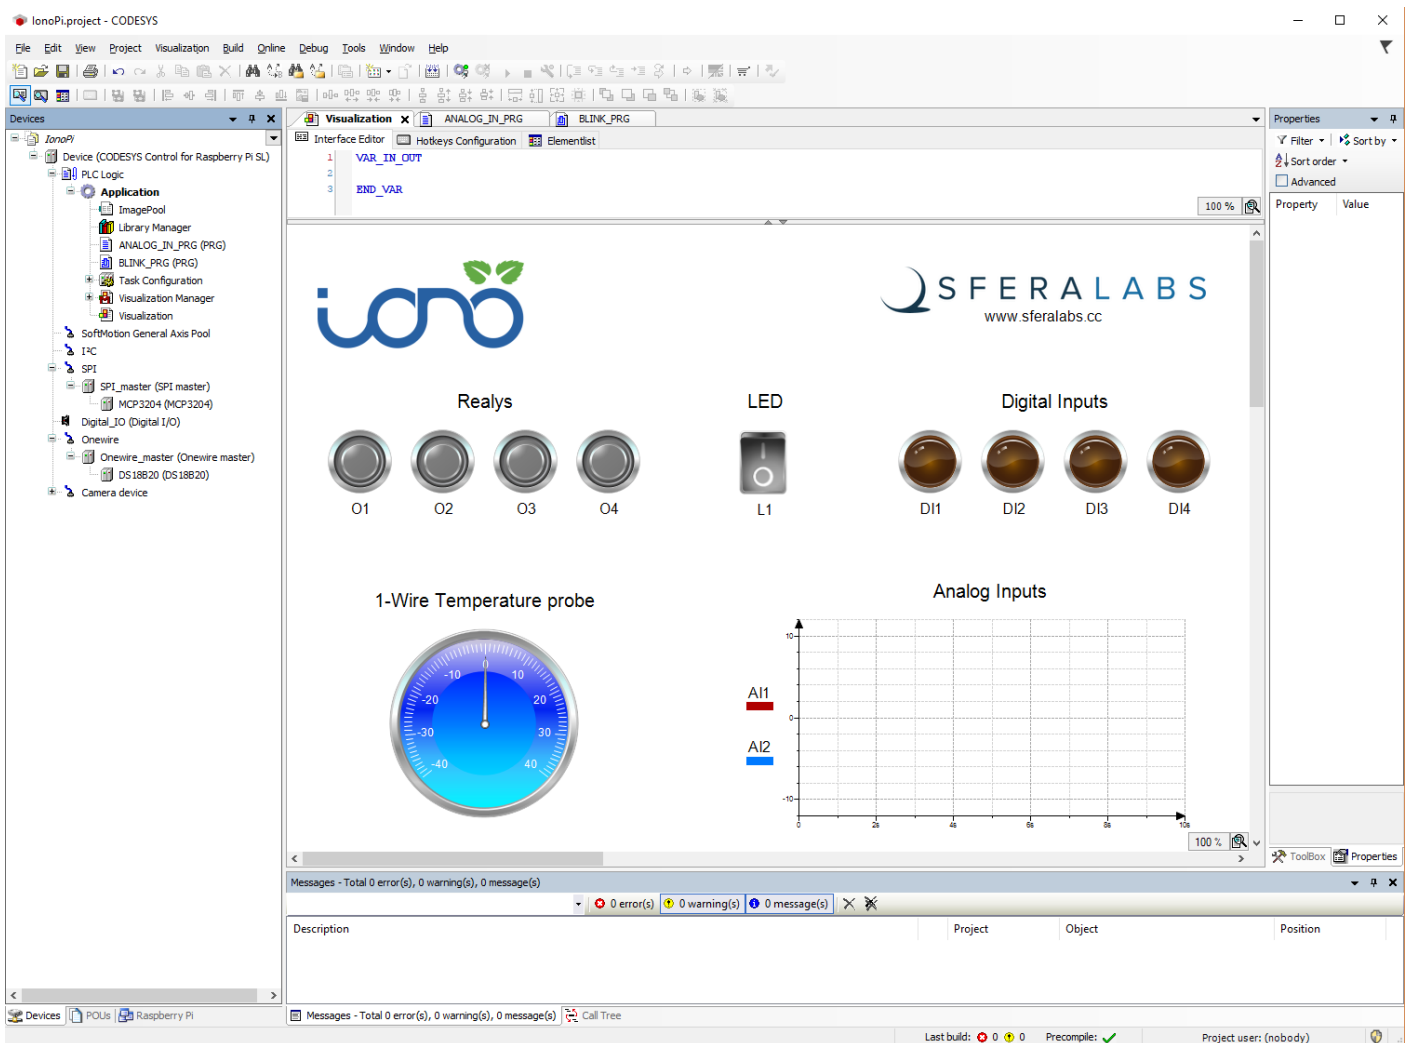 IonoPi.project - CODESYS
File Edit View Project Visualization Build Online Debug Tools Window Help
Devices
IonoPi
Device (CODESYS Control for Raspberry Pi SL)
PLC Logic
Application
ImagePool
Library Manager
ANALOG_IN_PRG (PRG)
BLINK_PRG (PRG)
Task Configuration
Visualization Manager
Visualization
SoftMotion General Axis Pool
I²C
SPI
SPI_master (SPI master)
MCP3204 (MCP3204)
Digital_IO (Digital I/O)
Onewire
Onewire_master (Onewire master)
DS18B20 (DS18B20)
Camera device
Devices POUs Raspberry Pi
Visualization ANALOG_IN_PRG BLINK_PRG
Interface Editor Hotkeys Configuration Elementlist
1 VAR_IN_OUT
2
3 END_VAR
100 %
iono
SFERALABS
www.sferalabs.cc
Realys LED Digital Inputs
O1 O2 O3 O4 L1 DI1 DI2 DI3 DI4
1-Wire Temperature probe
-40 -30 -20 -10 0 10 20 30 40
Analog Inputs
AI1
AI2
10
0
-10
0 2s 4s 6s 8s 10s
100 %
Properties
Filter Sort by
Sort order
Advanced
Property Value
ToolBox Properties
Messages - Total 0 error(s), 0 warning(s), 0 message(s)
0 error(s) 0 warning(s) 0 message(s)
Description Project Object Position
Messages - Total 0 error(s), 0 warning(s), 0 message(s) Call Tree
Last build: 0 0 Precompile: Project user: (nobody)